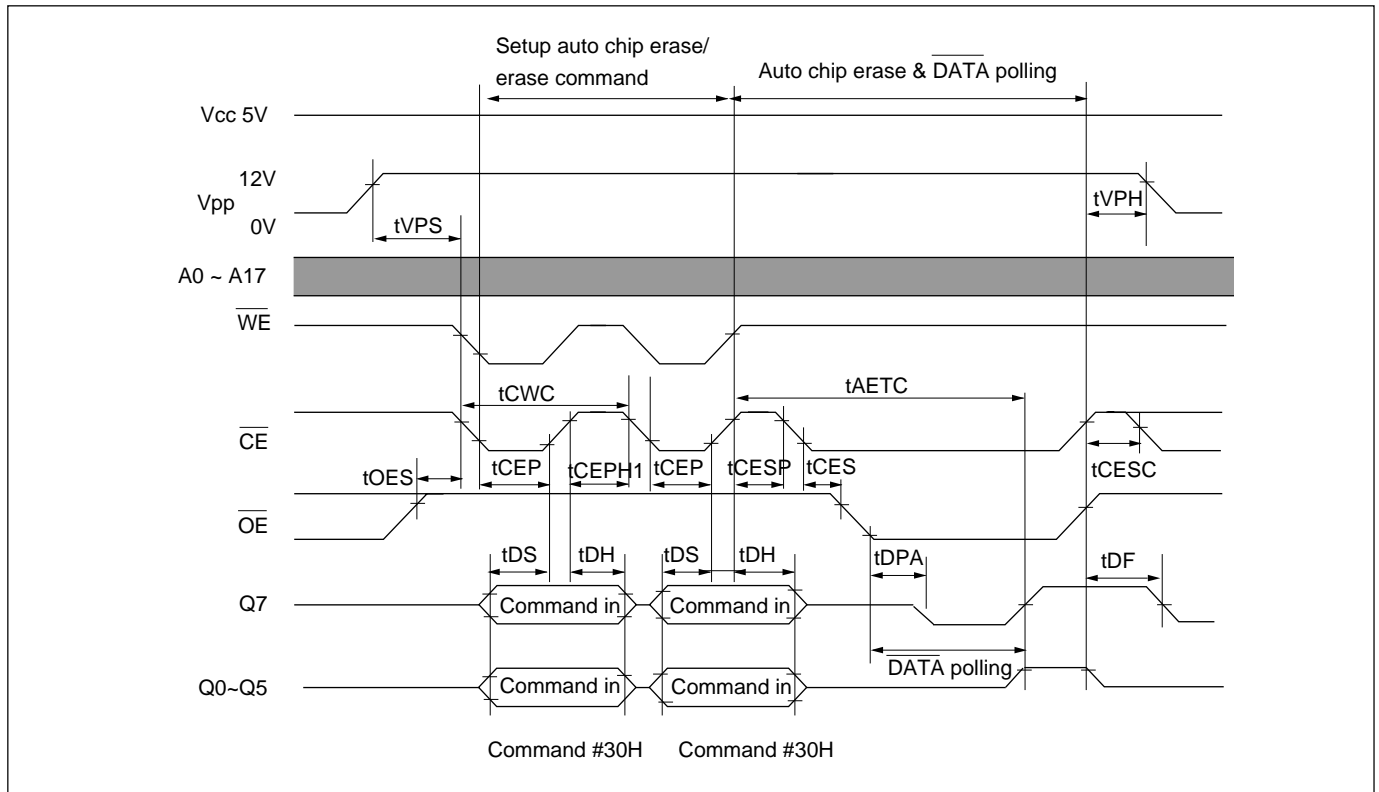 Setup auto chip erase/
erase command
Auto chip erase & DATA polling
Vcc 5V
12V
Vpp
0V
tVPS
tVPH
A0 ~ A17
WE
tCWC
tAETC
CE
tOES
tCEP
tCEPH1
tCEP
tCESP
tCES
tCESC
OE
tDS
tDH
tDS
tDH
tDPA
tDF
Q7
Command in
Command in
DATA polling
Q0~Q5
Command in
Command in
Command #30H
Command #30H